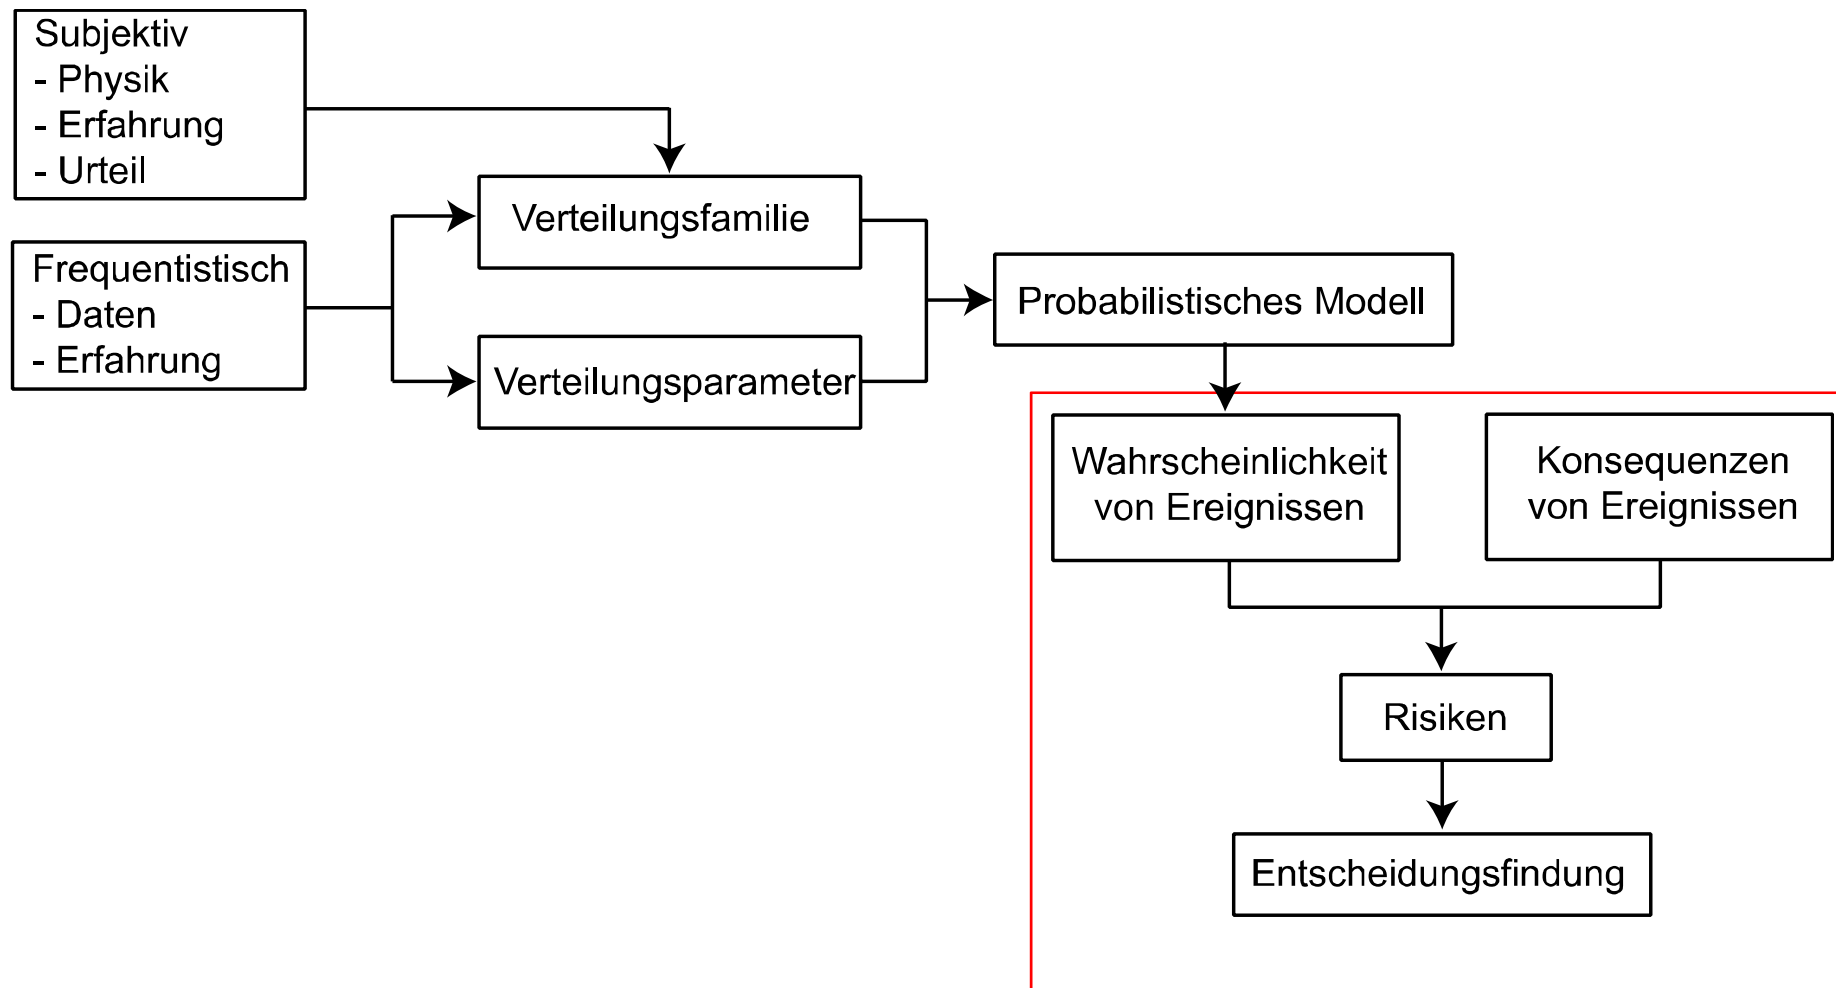 Subjektiv
- Physik
- Erfahrung
- Urteil
Frequentistisch
- Daten
- Erfahrung
Verteilungsfamilie
Verteilungsparameter
Probabilistisches Modell
Wahrscheinlichkeit
von Ereignissen
Konsequenzen
von Ereignissen
Risiken
Entscheidungsfindung